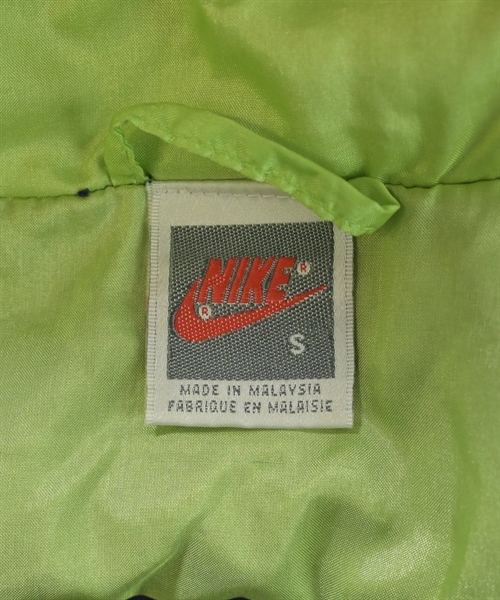 NIKE®
®
S
MADE IN MALAYSIA
FABRIQUE EN MALAISIE